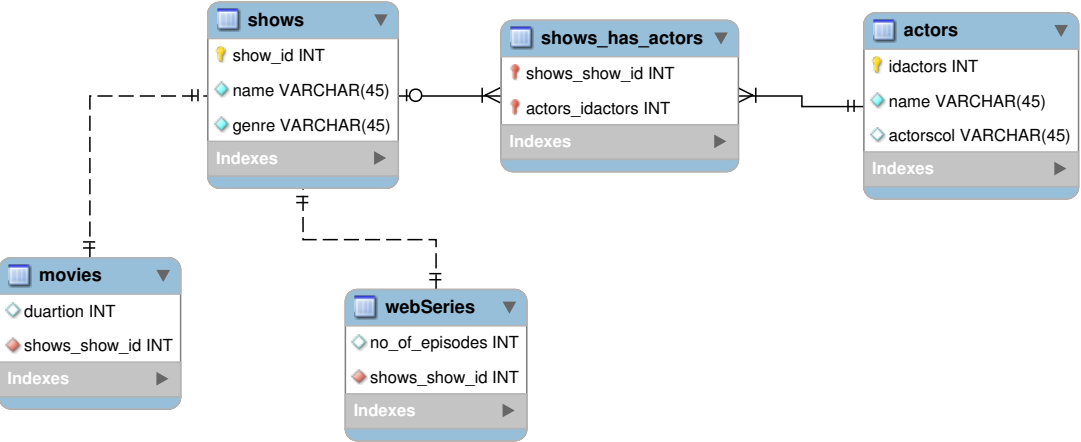 shows
show_id INT
name VARCHAR(45)
genre VARCHAR(45)
Indexes
shows_has_actors
shows_show_id INT
actors_idactors INT
Indexes
actors
idactors INT
name VARCHAR(45)
actorscol VARCHAR(45)
Indexes
movies
duartion INT
shows_show_id INT
Indexes
webSeries
no_of_episodes INT
shows_show_id INT
Indexes